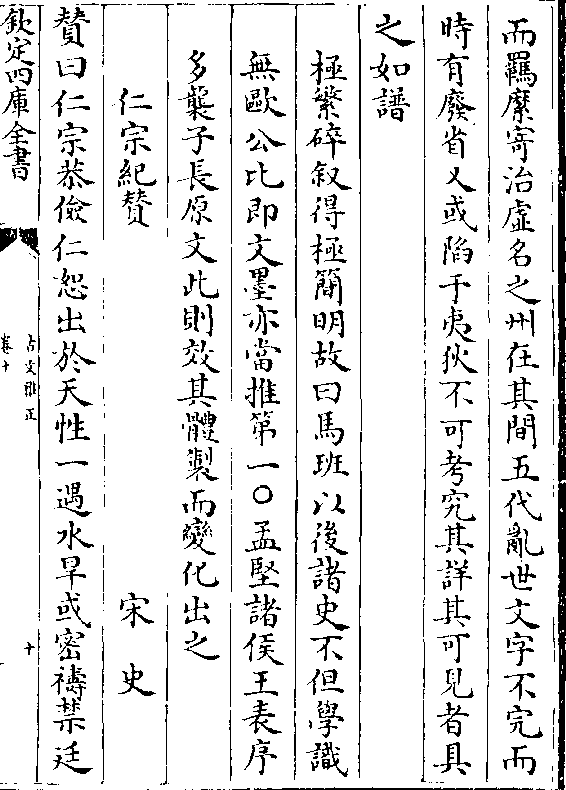 而羈縻寄治虚名之州在其間五代亂世文字不完而
時有廢省又或陷于夷狄不可考究其詳其可見者具
之如譜
極繁碎叙得極簡明故曰馬班以後諸史不但學識
無歐公比即文墨亦當推第一○孟堅諸侯王表序
多襲子長原文此則效其體製而變化出之
仁宗紀賛　宋史
賛曰仁宗恭儉仁恕出於天性一遇水旱或密禱禁廷
欽定四庫全書
古文雅正
卷十
十